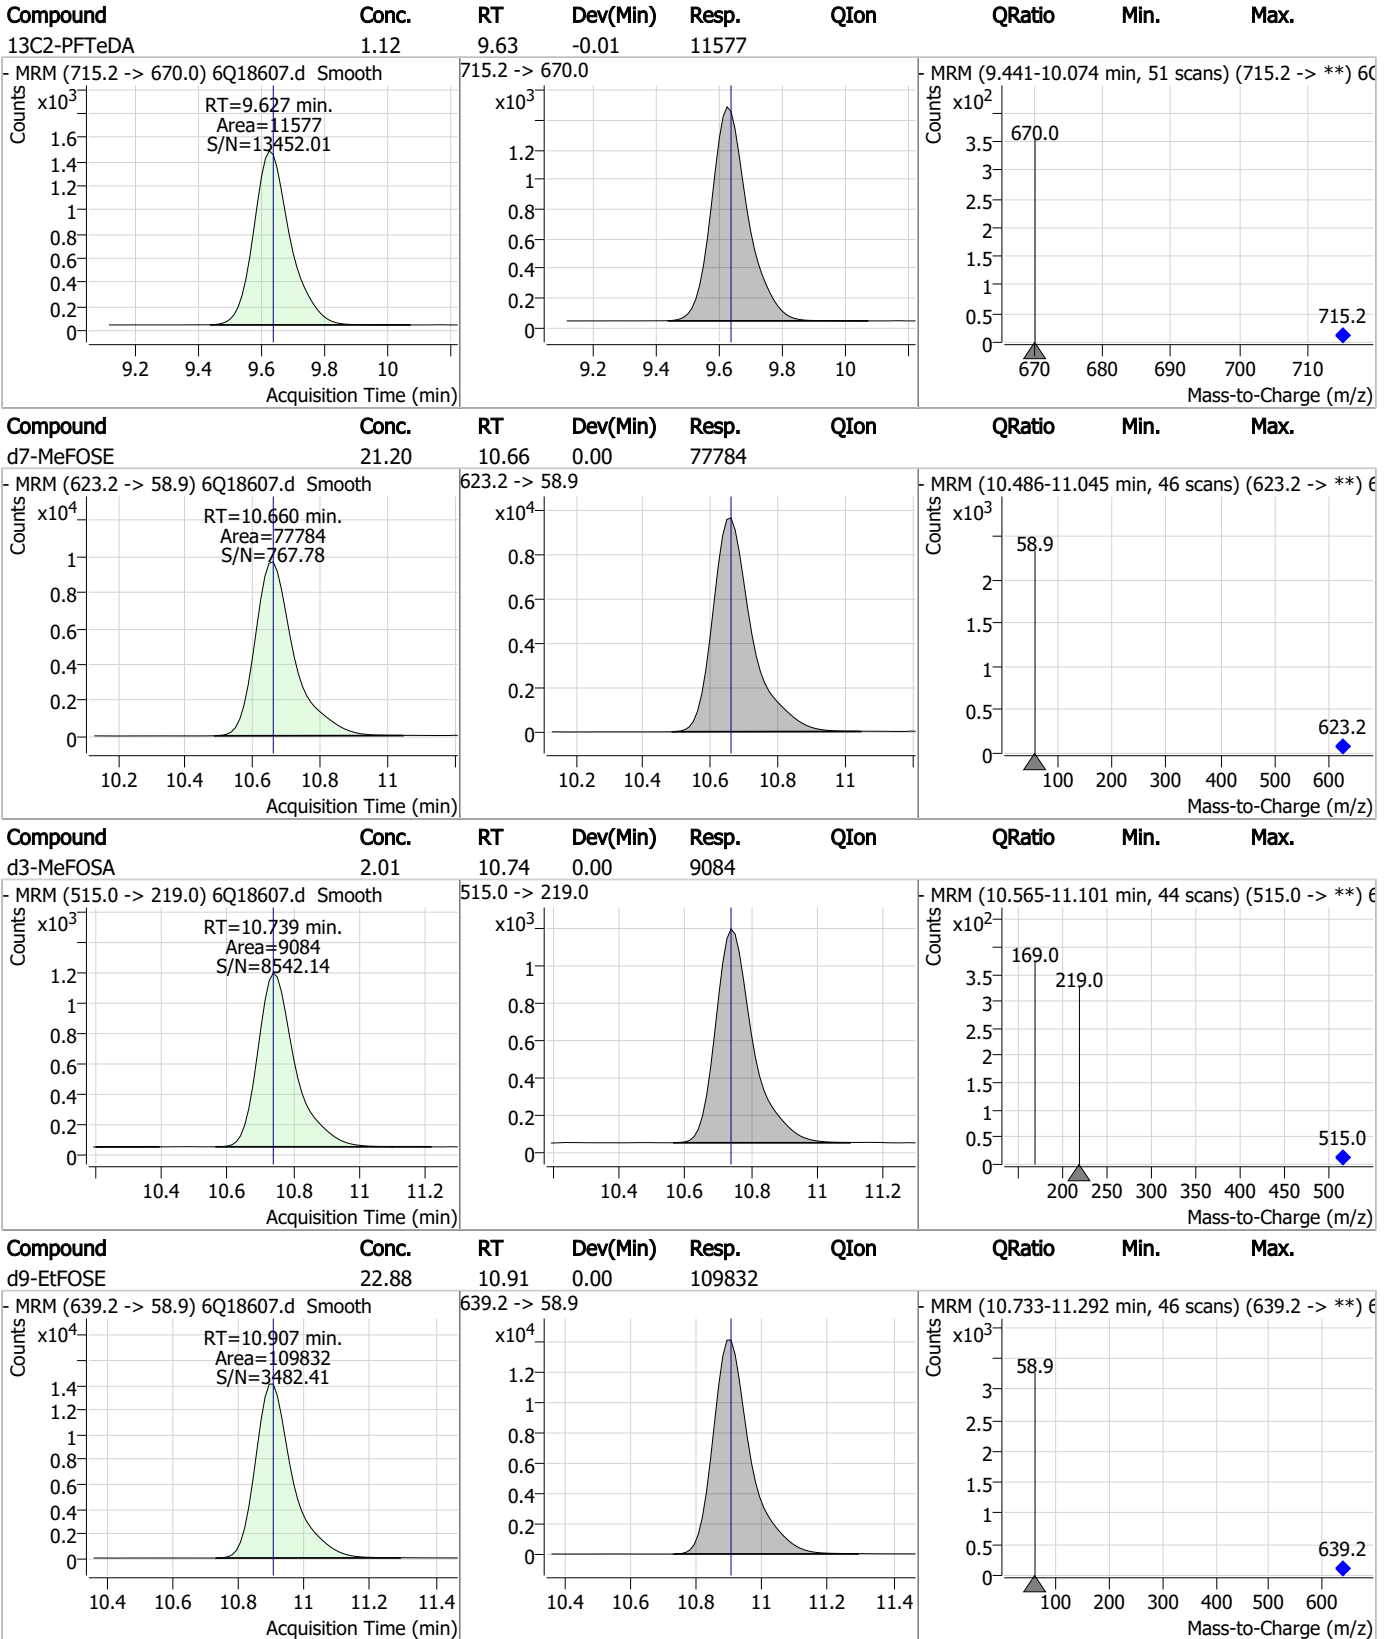 Compound Conc. RT Dev(Min) Resp. QIon QRatio Min. Max.
13C2-PFTeDA 1.12 9.63 -0.01 11577
- MRM (715.2 -> 670.0) 6Q18607.d Smooth
Counts
x10³
RT=9.627 min.
Area=11577
S/N=13452.01
1.6
1.4
1.2
1
0.8
0.6
0.4
0.2
0
9.2 9.4 9.6 9.8 10
Acquisition Time (min)
715.2 -> 670.0
x10³
1.2
1
0.8
0.6
0.4
0.2
0
9.2 9.4 9.6 9.8 10
- MRM (9.441-10.074 min, 51 scans) (715.2 -> **) 6Q
Counts
x10²
670.0
3.5
3
2.5
2
1.5
1
0.5
0
715.2
670 680 690 700 710
Mass-to-Charge (m/z)
Compound Conc. RT Dev(Min) Resp. QIon QRatio Min. Max.
d7-MeFOSE 21.20 10.66 0.00 77784
- MRM (623.2 -> 58.9) 6Q18607.d Smooth
Counts
x10⁴
RT=10.660 min.
Area=77784
S/N=767.78
1
0.8
0.6
0.4
0.2
0
10.2 10.4 10.6 10.8 11
Acquisition Time (min)
623.2 -> 58.9
x10⁴
0.8
0.6
0.4
0.2
0
10.2 10.4 10.6 10.8 11
- MRM (10.486-11.045 min, 46 scans) (623.2 -> **) 6
Counts
x10³
58.9
2
1.5
1
0.5
0
623.2
100 200 300 400 500 600
Mass-to-Charge (m/z)
Compound Conc. RT Dev(Min) Resp. QIon QRatio Min. Max.
d3-MeFOSA 2.01 10.74 0.00 9084
- MRM (515.0 -> 219.0) 6Q18607.d Smooth
Counts
x10³
RT=10.739 min.
Area=9084
S/N=8542.14
1.2
1
0.8
0.6
0.4
0.2
0
10.4 10.6 10.8 11 11.2
Acquisition Time (min)
515.0 -> 219.0
x10³
1
0.8
0.6
0.4
0.2
0
10.4 10.6 10.8 11 11.2
- MRM (10.565-11.101 min, 44 scans) (515.0 -> **) 6
Counts
x10²
169.0
219.0
3.5
3
2.5
2
1.5
1
0.5
0
515.0
200 250 300 350 400 450 500
Mass-to-Charge (m/z)
Compound Conc. RT Dev(Min) Resp. QIon QRatio Min. Max.
d9-EtFOSE 22.88 10.91 0.00 109832
- MRM (639.2 -> 58.9) 6Q18607.d Smooth
Counts
x10⁴
RT=10.907 min.
Area=109832
S/N=3482.41
1.4
1.2
1
0.8
0.6
0.4
0.2
0
10.4 10.6 10.8 11 11.2 11.4
Acquisition Time (min)
639.2 -> 58.9
x10⁴
1.2
1
0.8
0.6
0.4
0.2
0
10.4 10.6 10.8 11 11.2 11.4
- MRM (10.733-11.292 min, 46 scans) (639.2 -> **) 6
Counts
x10³
58.9
3
2.5
2
1.5
1
0.5
0
639.2
100 200 300 400 500 600
Mass-to-Charge (m/z)